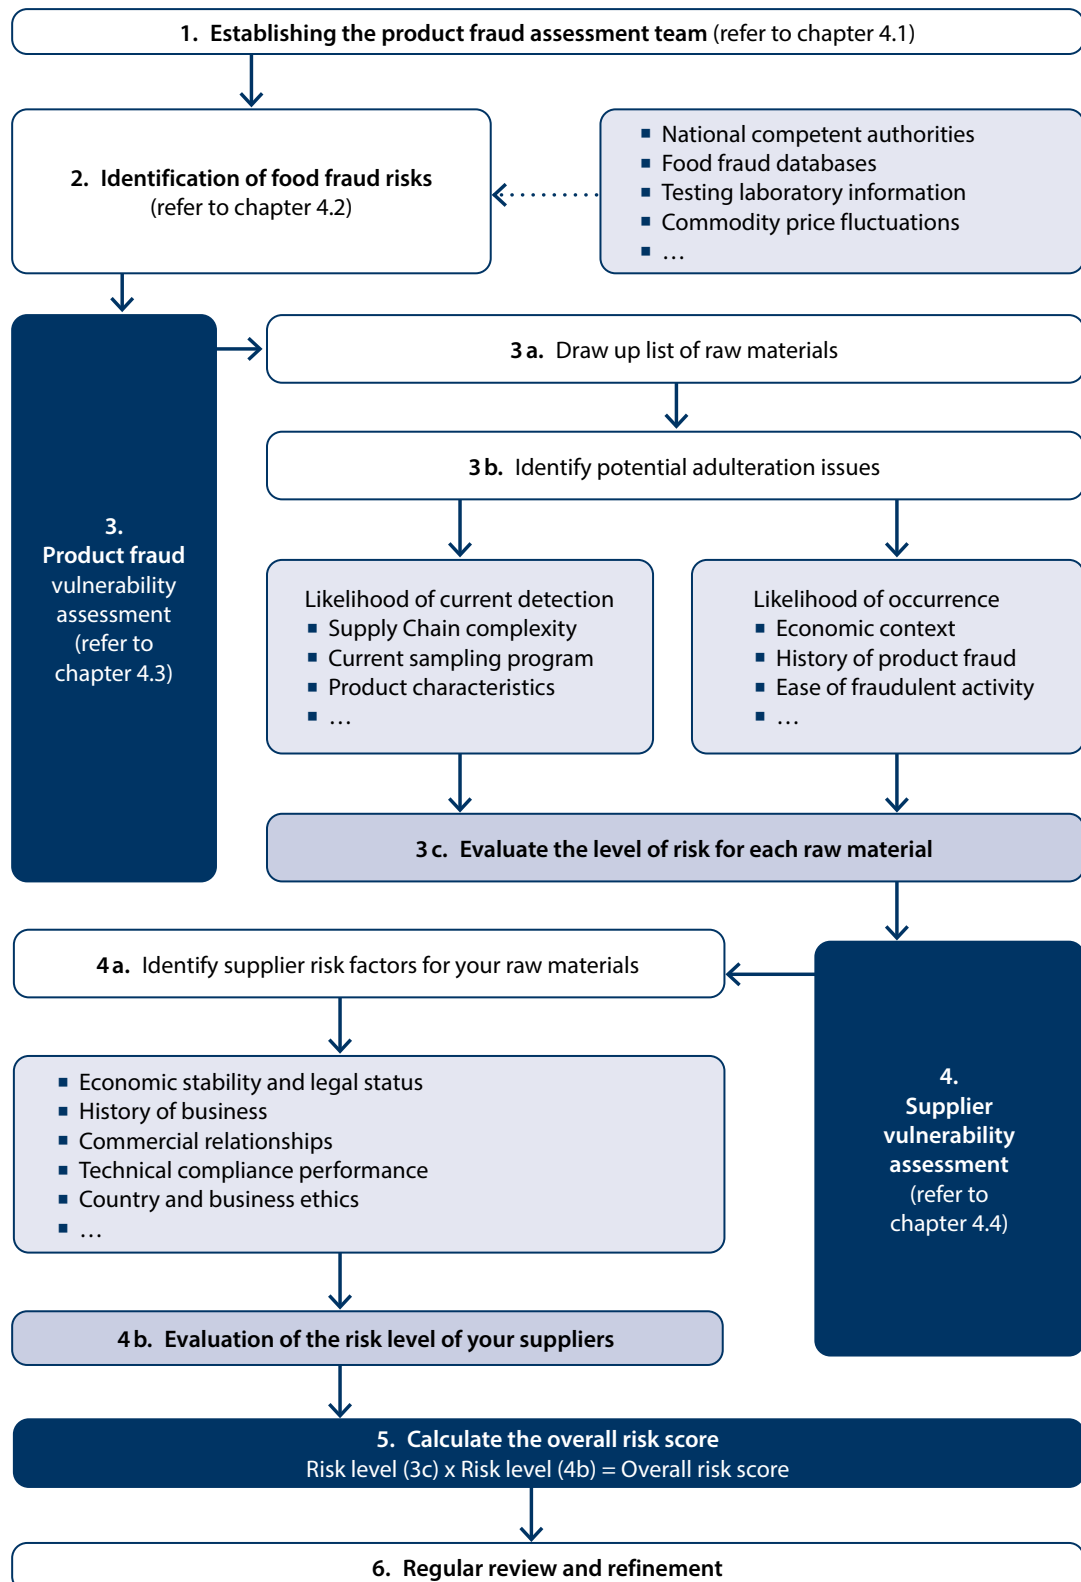 1. Establishing the product fraud assessment team (refer to chapter 4.1)
2. Identification of food fraud risks
(refer to chapter 4.2)
■ National competent authorities
■ Food fraud databases
■ Testing laboratory information
■ Commodity price fluctuations
■ …
3.
Product fraud
vulnerability
assessment
(refer to
chapter 4.3)
3 a. Draw up list of raw materials
3 b. Identify potential adulteration issues
Likelihood of current detection
■ Supply Chain complexity
■ Current sampling program
■ Product characteristics
■ …
Likelihood of occurrence
■ Economic context
■ History of product fraud
■ Ease of fraudulent activity
■ …
3 c. Evaluate the level of risk for each raw material
4.
Supplier
vulnerability
assessment
(refer to
chapter 4.4)
4 a. Identify supplier risk factors for your raw materials
■ Economic stability and legal status
■ History of business
■ Commercial relationships
■ Technical compliance performance
■ Country and business ethics
■ …
4 b. Evaluation of the risk level of your suppliers
5. Calculate the overall risk score
Risk level (3c) x Risk level (4b) = Overall risk score
6. Regular review and refinement